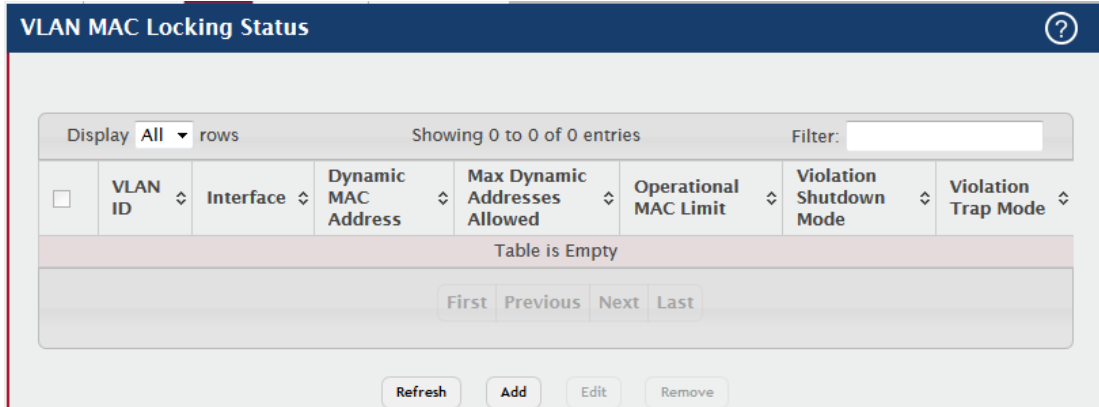 VLAN MAC Locking Status
?
Display All rows Showing 0 to 0 of 0 entries Filter:
VLAN ID Interface Dynamic MAC Address Max Dynamic Addresses Allowed Operational MAC Limit Violation Shutdown Mode Violation Trap Mode
Table is Empty
First Previous Next Last
Refresh Add Edit Remove